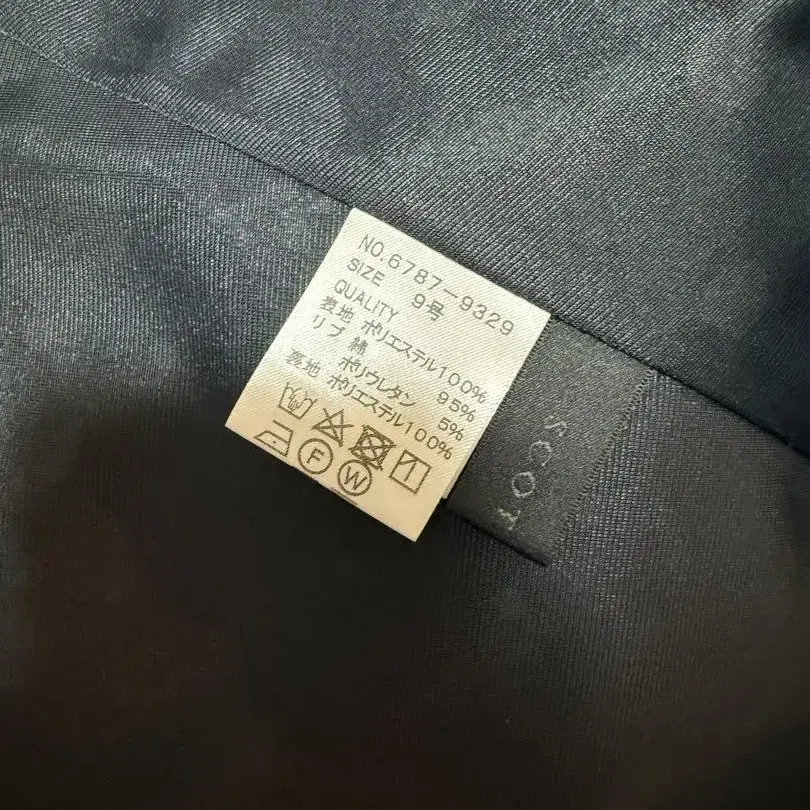 NO.6787-9329
SIZE 9号
QUALITY
表地 ポリエステル100%
リブ 綿 95%
ポリウレタン 5%
裏地 ポリエステル100%
F W
SCOT